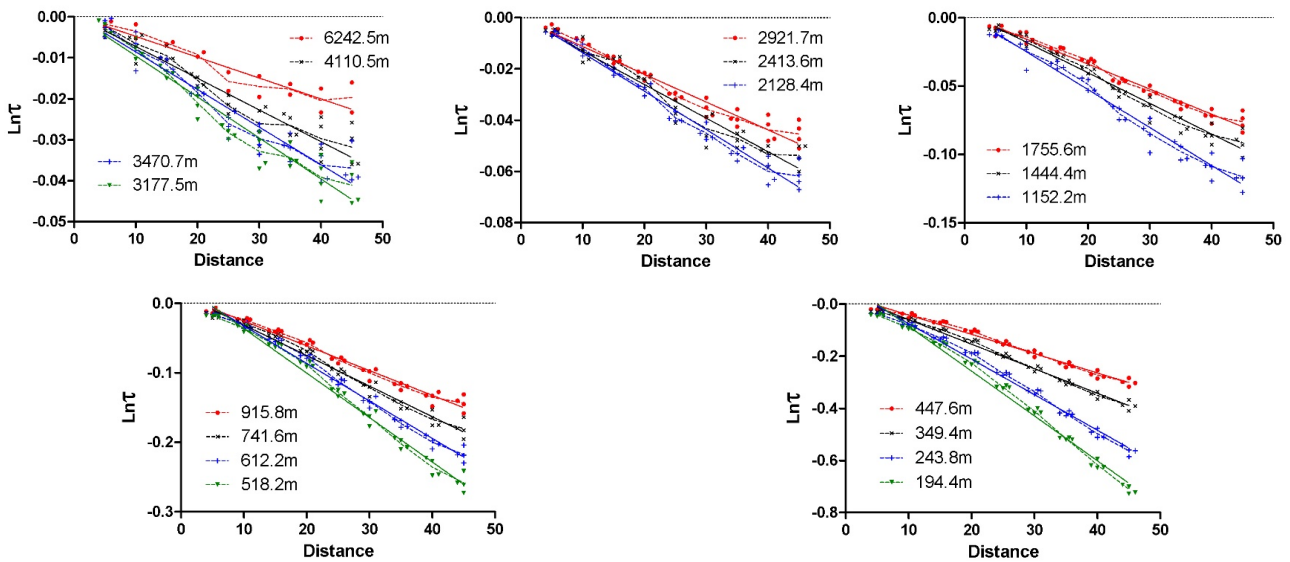 0.00
-0.01
-0.02
-0.03
-0.04
-0.05
Lnτ
6242.5m
4110.5m
3470.7m
3177.5m
0 10 20 30 40 50
Distance
0.00
-0.02
-0.04
-0.06
-0.08
Lnτ
2921.7m
2413.6m
2128.4m
0 10 20 30 40 50
Distance
0.00
-0.05
-0.10
-0.15
Lnτ
1755.6m
1444.4m
1152.2m
0 10 20 30 40 50
Distance
0.0
-0.1
-0.2
-0.3
Lnτ
915.8m
741.6m
612.2m
518.2m
0 10 20 30 40 50
Distance
-0.0
-0.2
-0.4
-0.6
-0.8
Lnτ
447.6m
349.4m
243.8m
194.4m
0 10 20 30 40 50
Distance